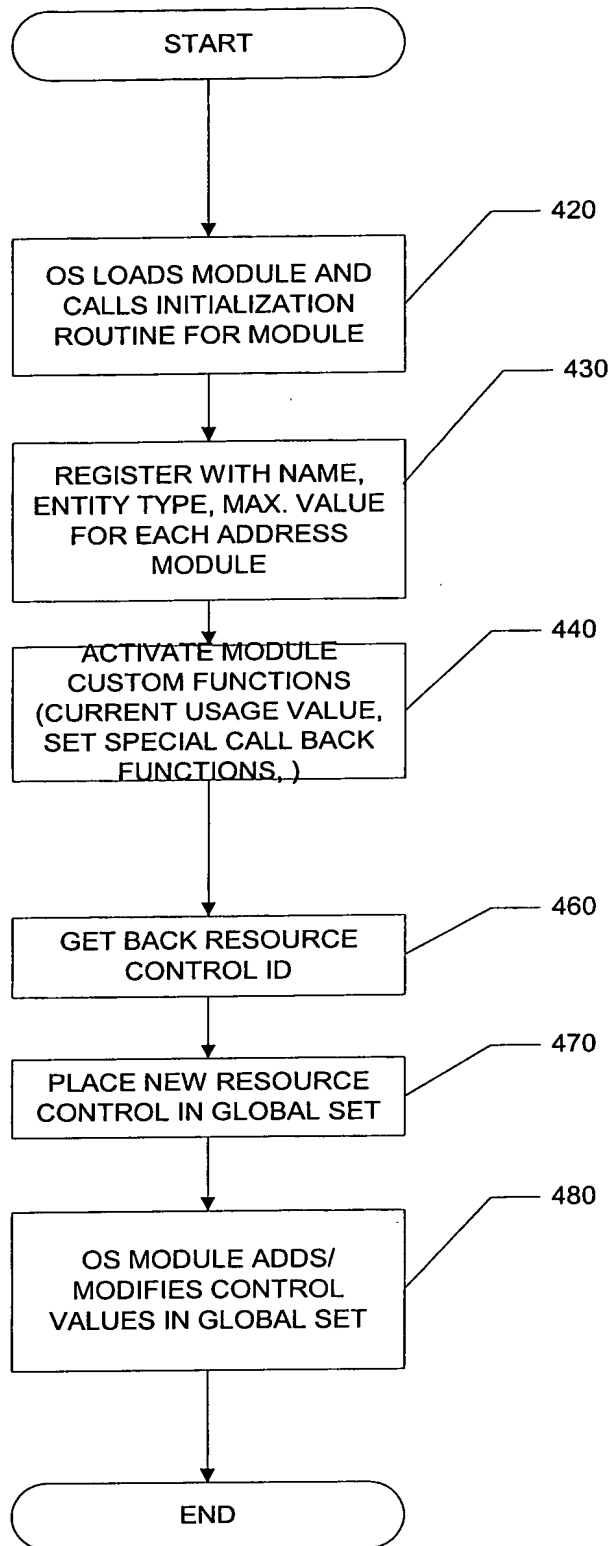 START
420
OS LOADS MODULE AND
CALLS INITIALIZATION
ROUTINE FOR MODULE
430
REGISTER WITH NAME,
ENTITY TYPE, MAX. VALUE
FOR EACH ADDRESS
MODULE
440
ACTIVATE MODULE
CUSTOM FUNCTIONS
(CURRENT USAGE VALUE,
SET SPECIAL CALL BACK
FUNCTIONS, )
460
GET BACK RESOURCE
CONTROL ID
470
PLACE NEW RESOURCE
CONTROL IN GLOBAL SET
480
OS MODULE ADDS/
MODIFIES CONTROL
VALUES IN GLOBAL SET
END